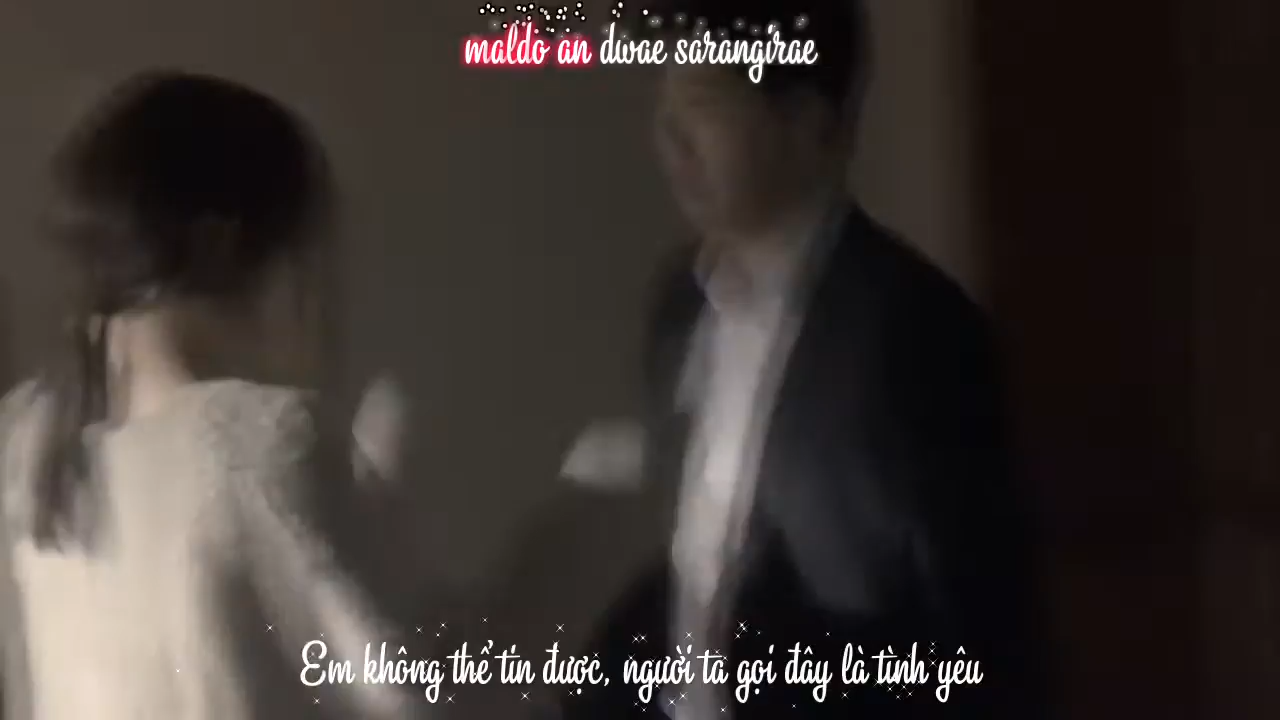 maldo an dwae sarangirae
Em không thể tin được, người ta gọi đây là tình yêu